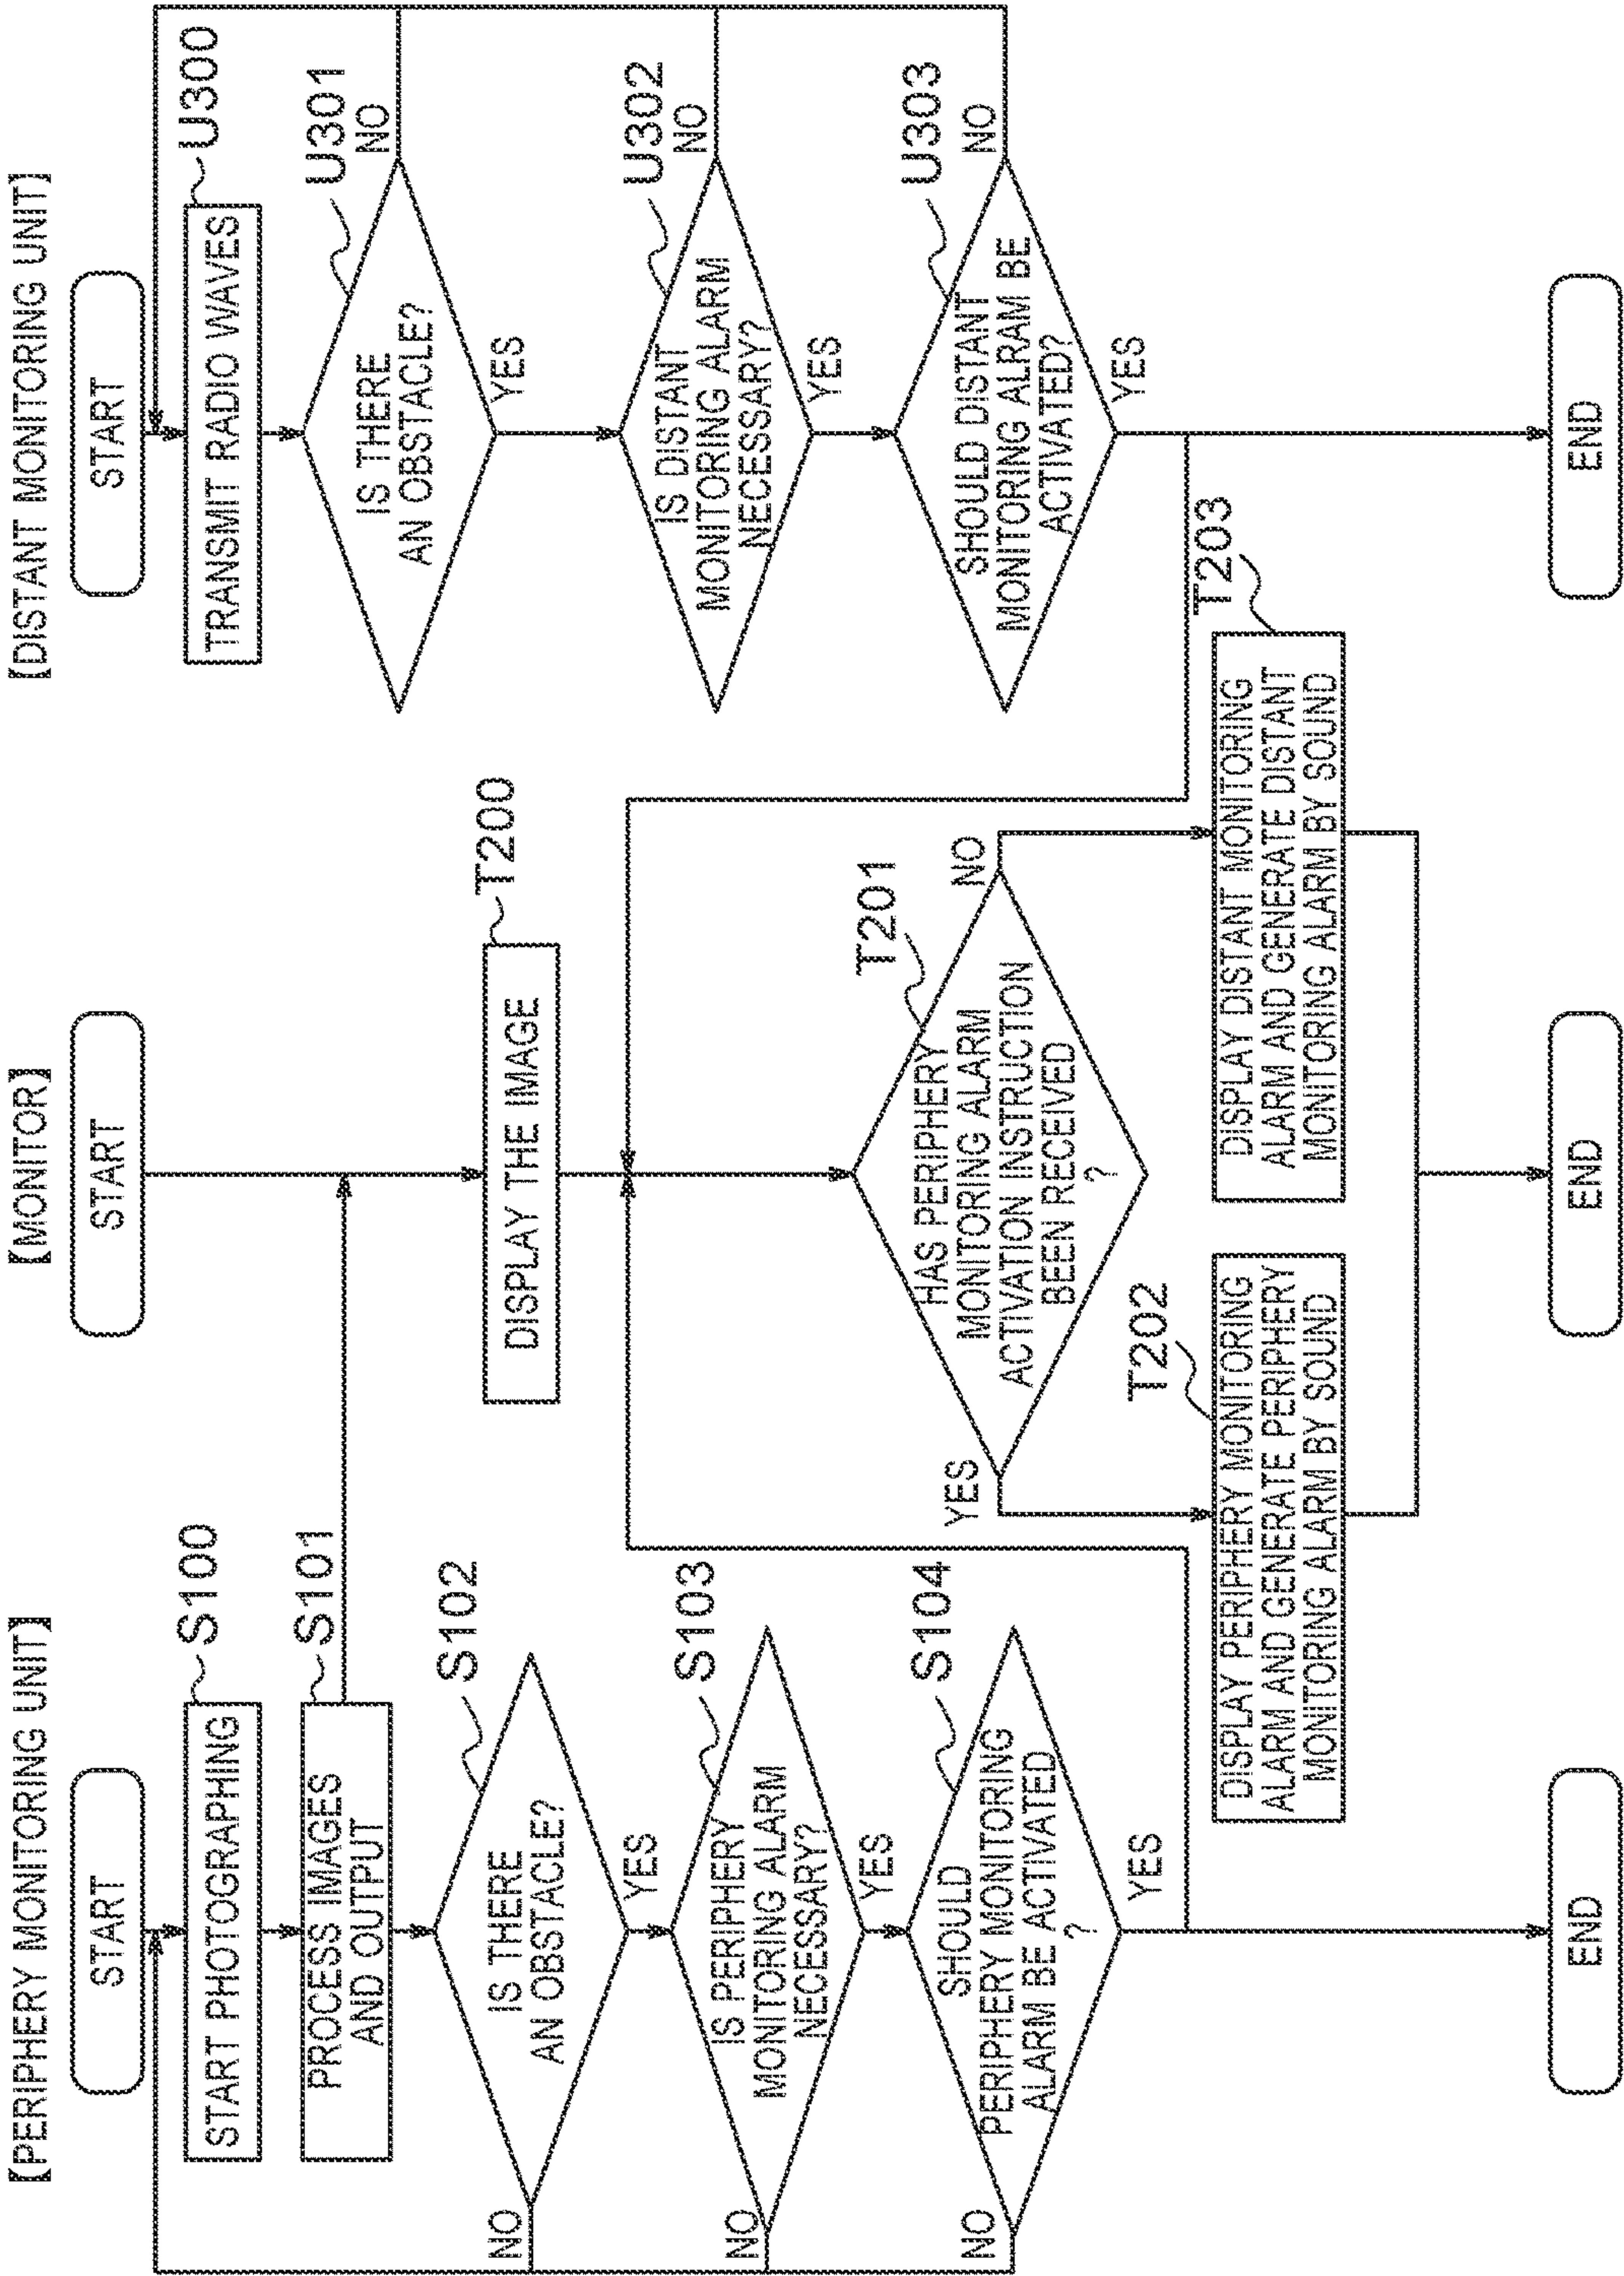 [PERIPHERY MONITORING UNIT]
START
START PHOTOGRAPHING
S100
PROCESS IMAGES
AND OUTPUT
S101
IS THERE
AN OBSTACLE?
S102
NO
YES
IS PERIPHERY
MONITORING ALARM
NECESSARY?
S103
NO
YES
SHOULD
PERIPHERY MONITORING
ALARM BE ACTIVATED
?
S104
NO
YES
END
[MONITOR]
START
DISPLAY THE IMAGE
T200
HAS PERIPHERY
MONITORING ALARM
ACTIVATION INSTRUCTION
BEEN RECEIVED
?
T201
YES
NO
DISPLAY PERIPHERY MONITORING
ALARM AND GENERATE PERIPHERY
MONITORING ALARM BY SOUND
T202
DISPLAY DISTANT MONITORING
ALARM AND GENERATE DISTANT
MONITORING ALARM BY SOUND
T203
END
[DISTANT MONITORING UNIT]
START
TRANSMIT RADIO WAVES
U300
IS THERE
AN OBSTACLE?
U301
NO
YES
IS DISTANT
MONITORING ALARM
NECESSARY?
U302
NO
YES
SHOULD DISTANT
MONITORING ALRAM BE
ACTIVATED?
U303
NO
YES
END